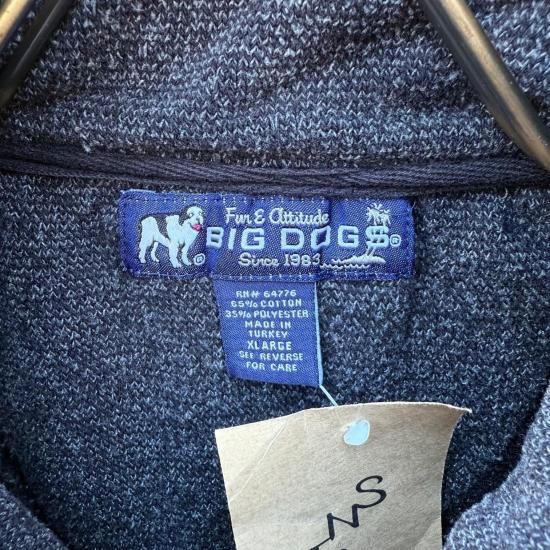 Fun & Attitude
BIG DOGS®
Since 1983
®
RN# 64776
65% COTTON
35% POLYESTER
MADE IN
TURKEY
XLARGE
SEE REVERSE
FOR CARE